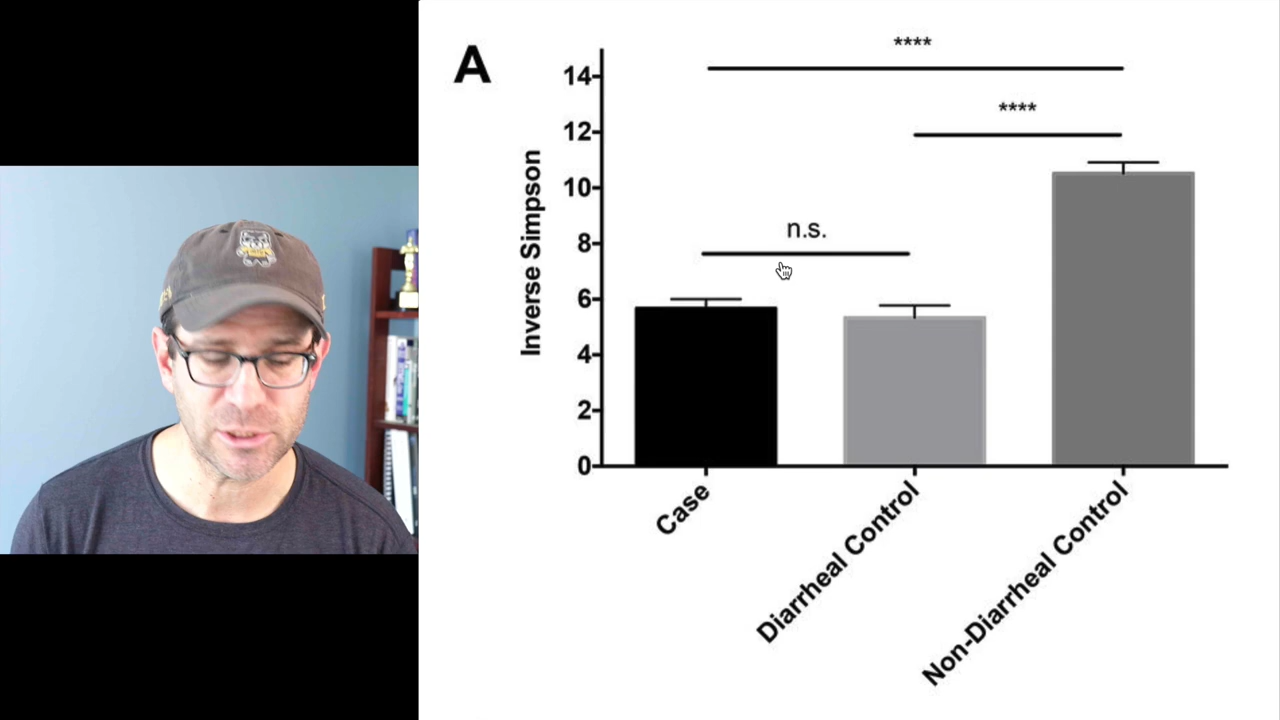 A
****
****
n.s.
Inverse Simpson
14
12
10
8
6
4
2
0
Case
Diarrheal Control
Non-Diarrheal Control